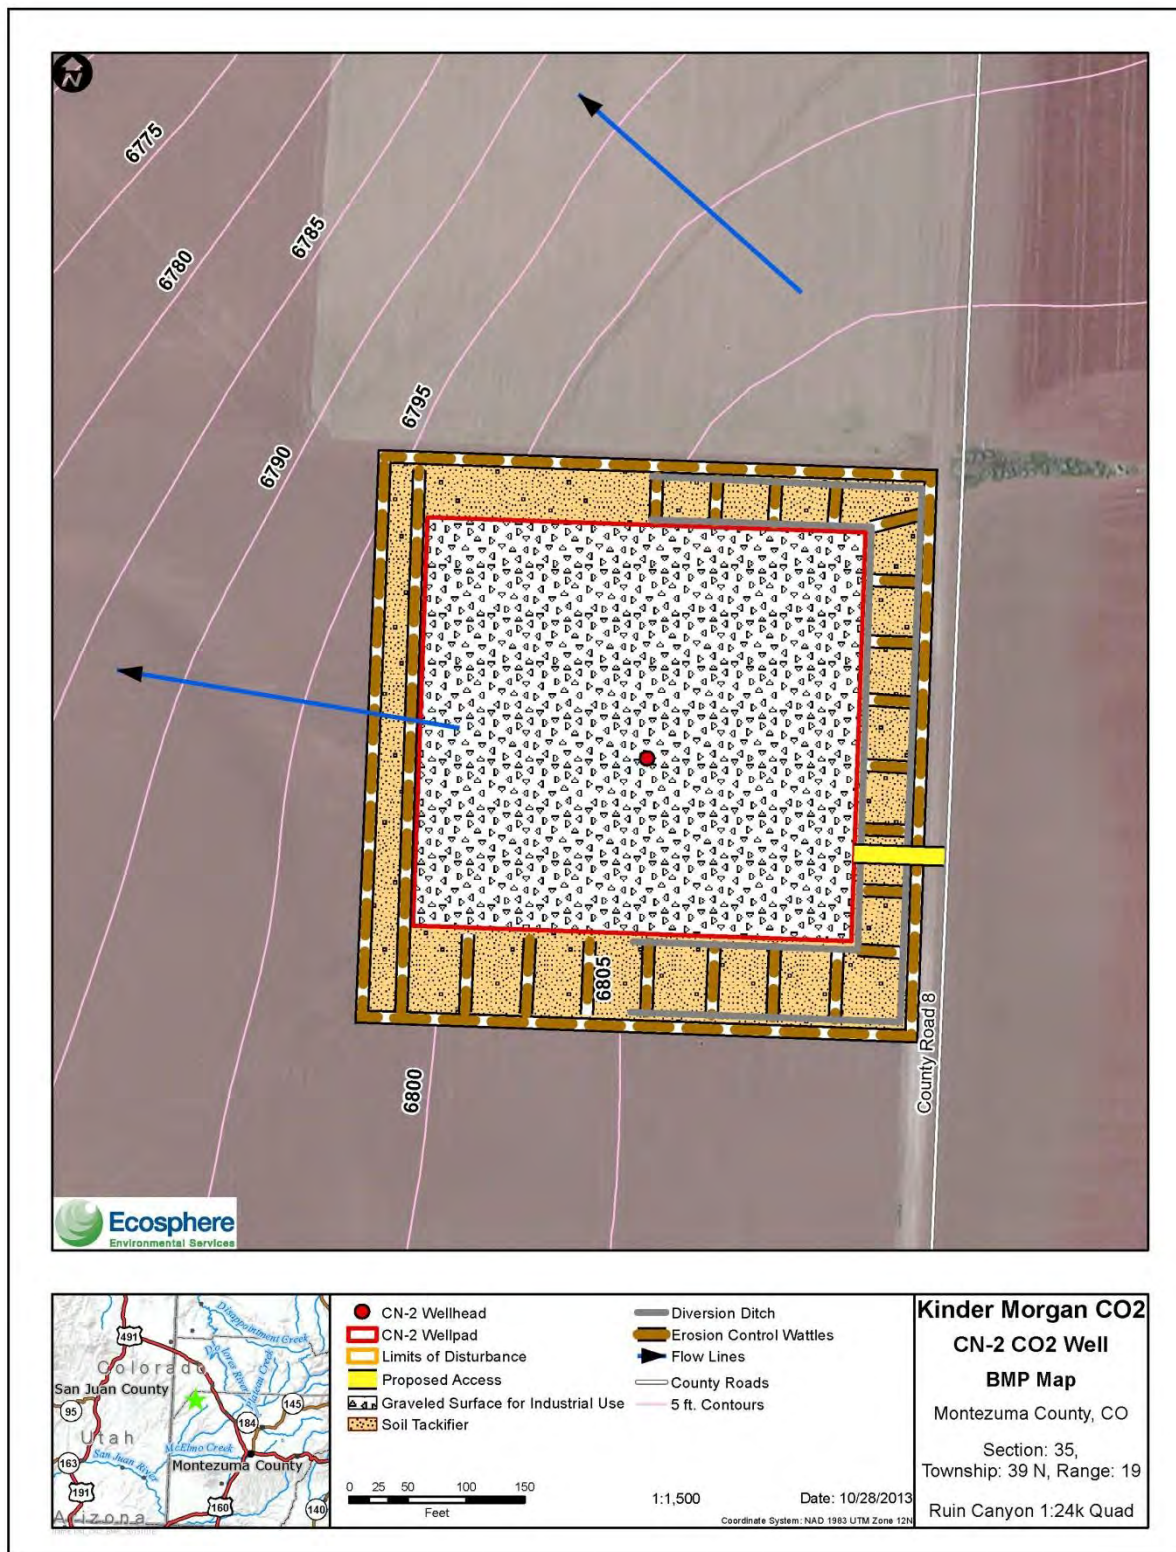 N
6775
6780
6785
6790
6795
6805
6800
County Road 8
Ecosphere
Environmental Services
491
Disappointment Creek
Colorado
San Juan County
95
145
184
Utah
McElmo Creek
163
San Juan River
Montezuma County
191
160
140
Arizona
CN-2 Wellhead
CN-2 Wellpad
Limits of Disturbance
Proposed Access
Graveled Surface for Industrial Use
Soil Tackifier
Diversion Ditch
Erosion Control Wattles
Flow Lines
County Roads
5 ft. Contours
0 25 50 100 150
Feet
1:1,500
Date: 10/28/2013
Coordinate System: NAD 1983 UTM Zone 12N
Kinder Morgan CO2
CN-2 CO2 Well
BMP Map
Montezuma County, CO
Section: 35,
Township: 39 N, Range: 19
Ruin Canyon 1:24k Quad